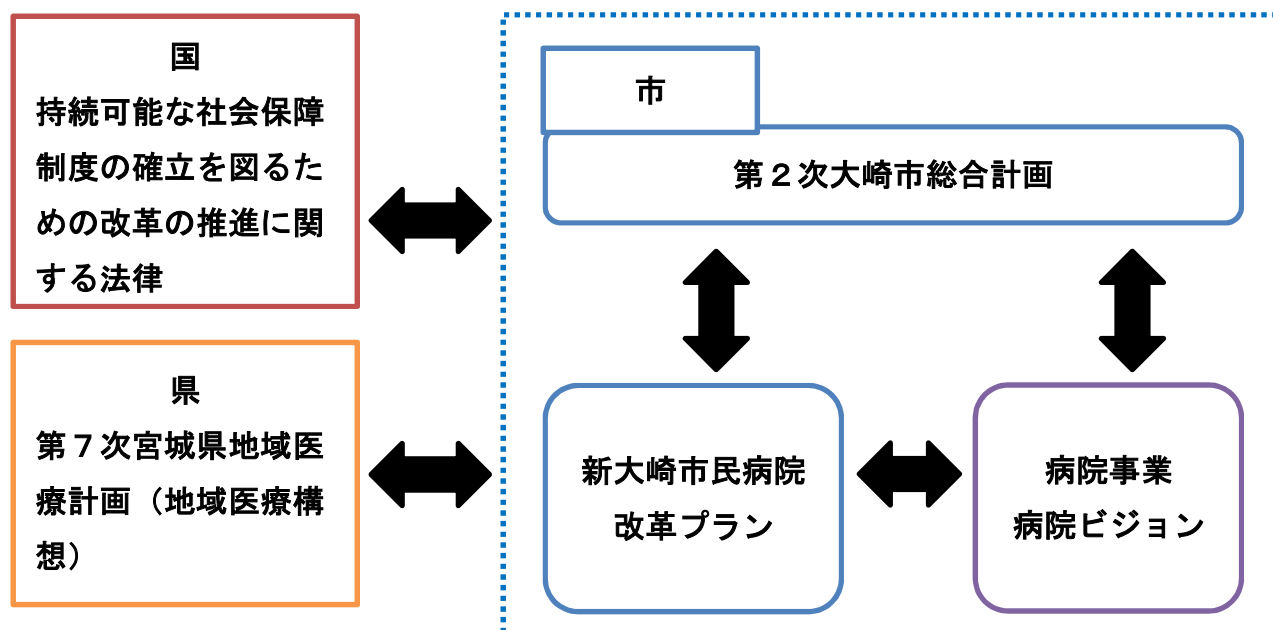 国
持続可能な社会保障
制度の確立を図るた
めの改革の推進に関
する法律
県
第７次宮城県地域医
療計画（地域医療構
想）
市
第２次大崎市総合計画
新大崎市民病院
改革プラン
病院事業
病院ビジョン